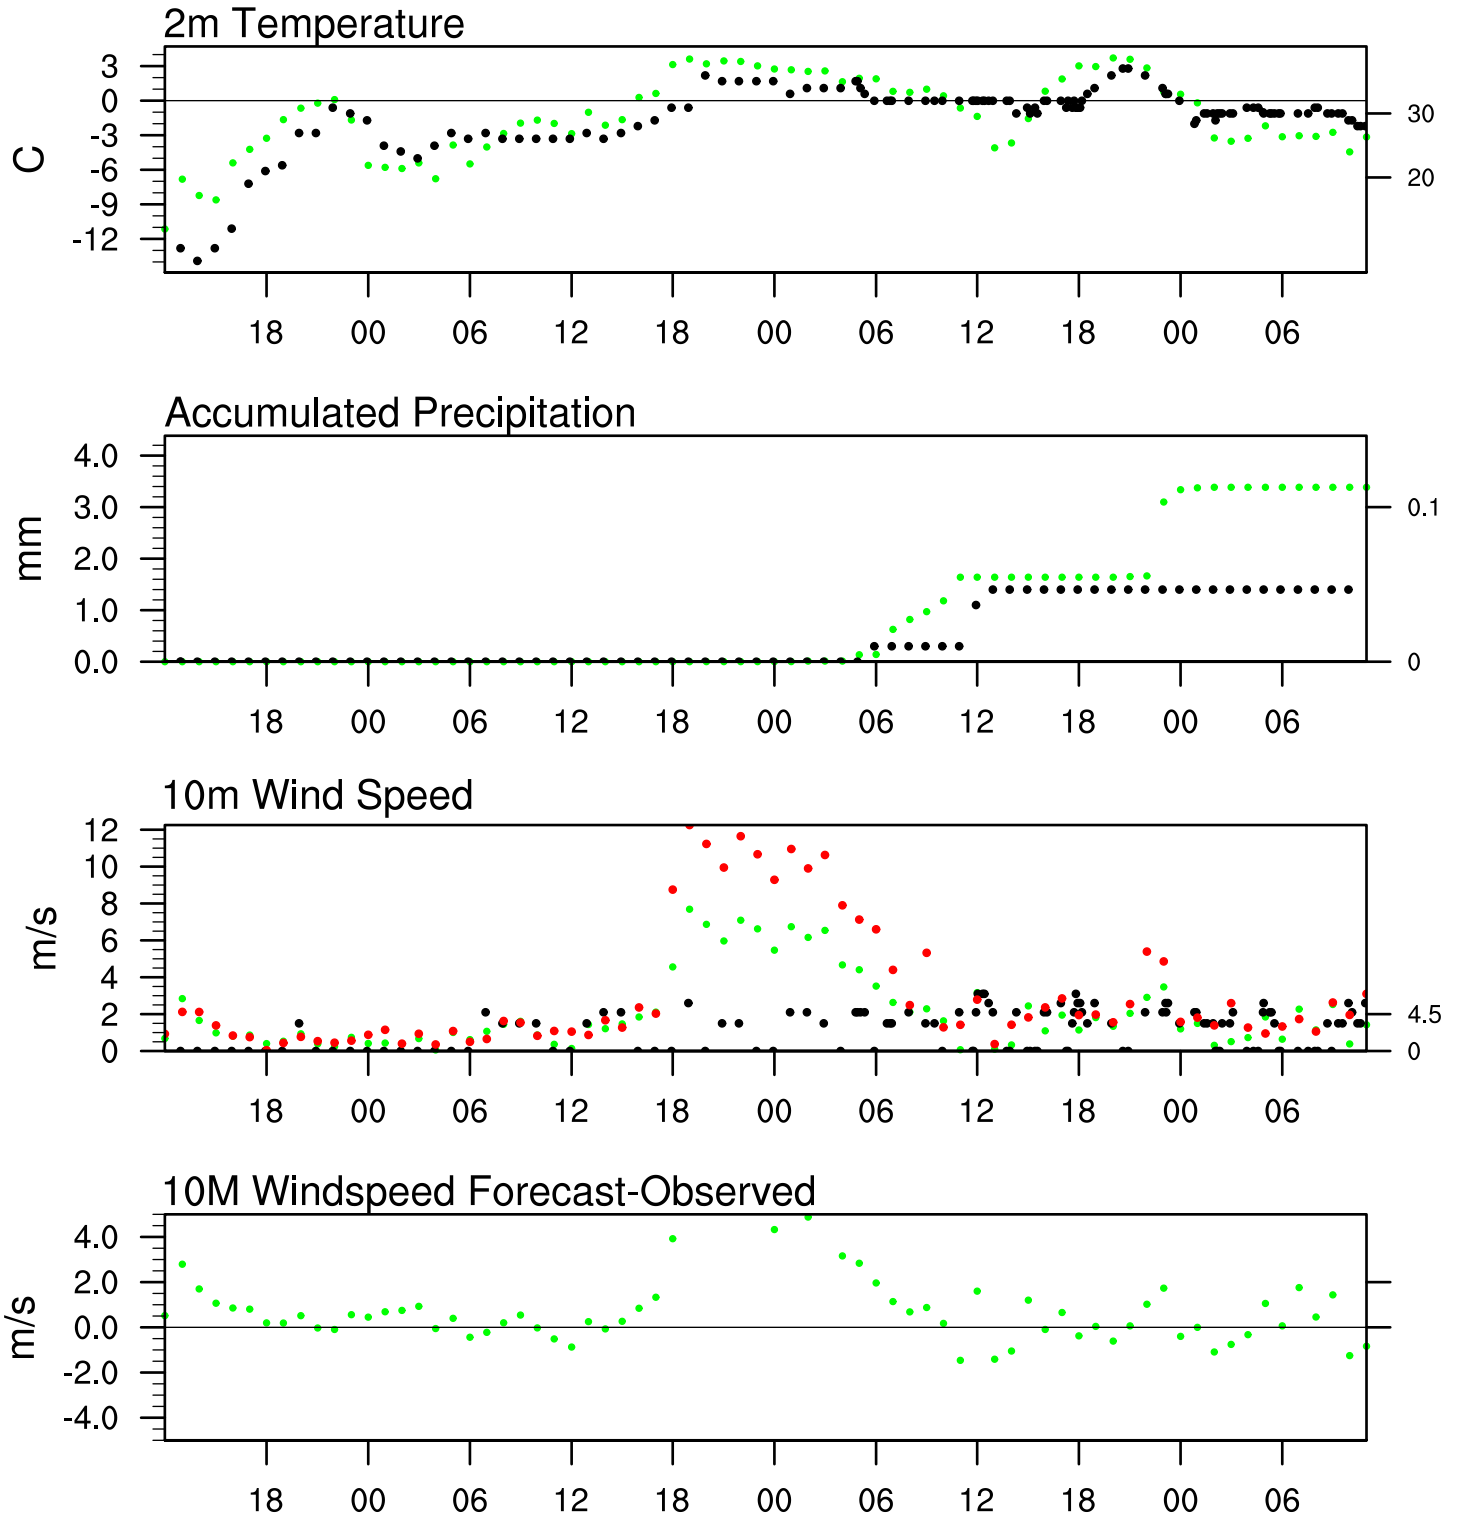 2m Temperature
3
0
-3
-6
-9
-12
C
30
20
18 00 06 12 18 00 06 12 18 00 06
Accumulated Precipitation
4.0
3.0
2.0
1.0
0.0
mm
0.1
0
18 00 06 12 18 00 06 12 18 00 06
10m Wind Speed
12
10
8
6
4
2
0
m/s
4.5
0
18 00 06 12 18 00 06 12 18 00 06
10M Windspeed Forecast-Observed
4.0
2.0
0.0
-2.0
-4.0
m/s
18 00 06 12 18 00 06 12 18 00 06